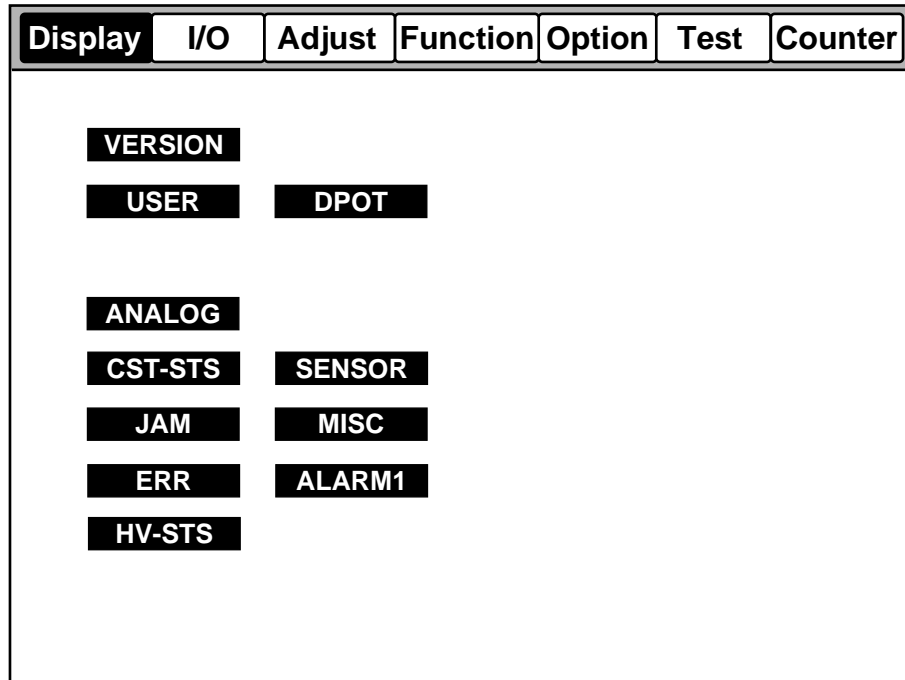 Display I/O Adjust Function Option Test Counter
VERSION
USER DPOT
ANALOG
CST-STS SENSOR
JAM MISC
ERR ALARM1
HV-STS